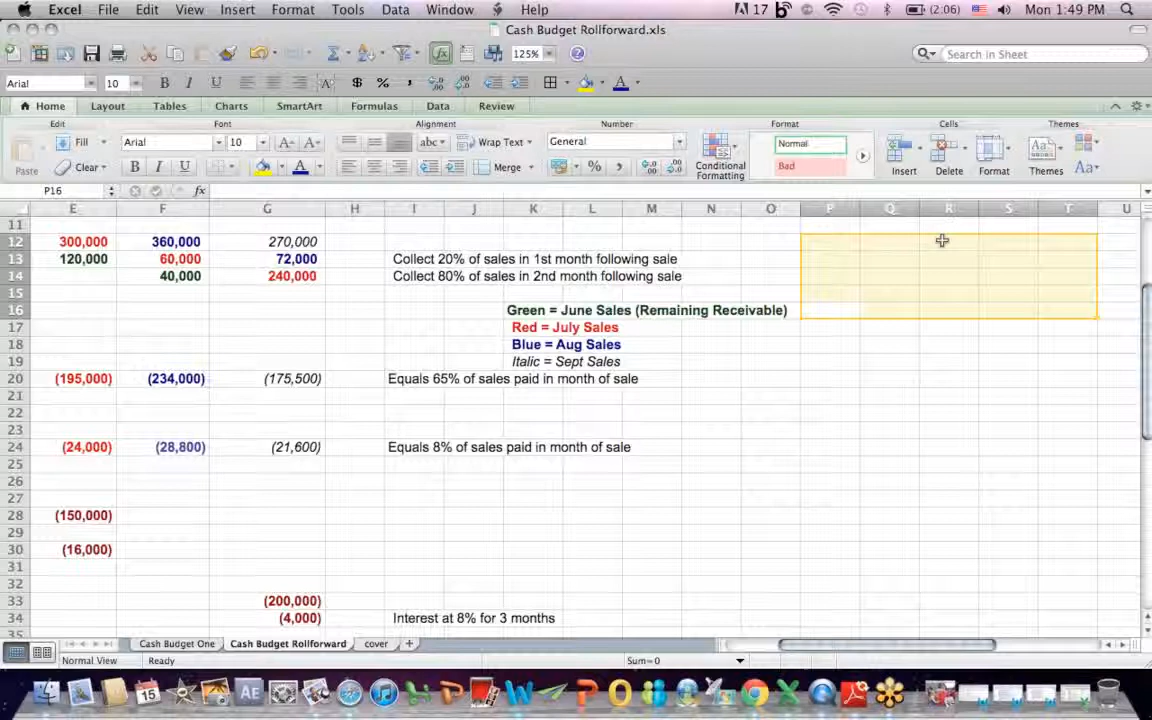 Excel File Edit View Insert Format Tools Data Window Help 17 (2:06) Mon 1:49 PM
Cash Budget Rollforward.xls
125% Search in Sheet
Arial 10 B I U $ % A
Home Layout Tables Charts SmartArt Formulas Data Review
Edit Font Alignment Number Format Cells Themes
Fill Arial 10 A A abc Wrap Text General Normal
Paste Clear B I U A Merge % Conditional Formatting Bad Insert Delete Format Themes Aa
P16 fx
E F G H I J K L M N O P Q R S T U
11
12 300,000 360,000 270,000
13 120,000 60,000 72,000 Collect 20% of sales in 1st month following sale
14 40,000 240,000 Collect 80% of sales in 2nd month following sale
15
16 Green = June Sales (Remaining Receivable)
17 Red = July Sales
18 Blue = Aug Sales
19 Italic = Sept Sales
20 (195,000) (234,000) (175,500) Equals 65% of sales paid in month of sale
21
22
23
24 (24,000) (28,800) (21,600) Equals 8% of sales paid in month of sale
25
26
27
28 (150,000)
29
30 (16,000)
31
32
33 (200,000)
34 (4,000) Interest at 8% for 3 months
35
Cash Budget One Cash Budget Rollforward cover +
Normal View Ready Sum=0
15 AE W P O X